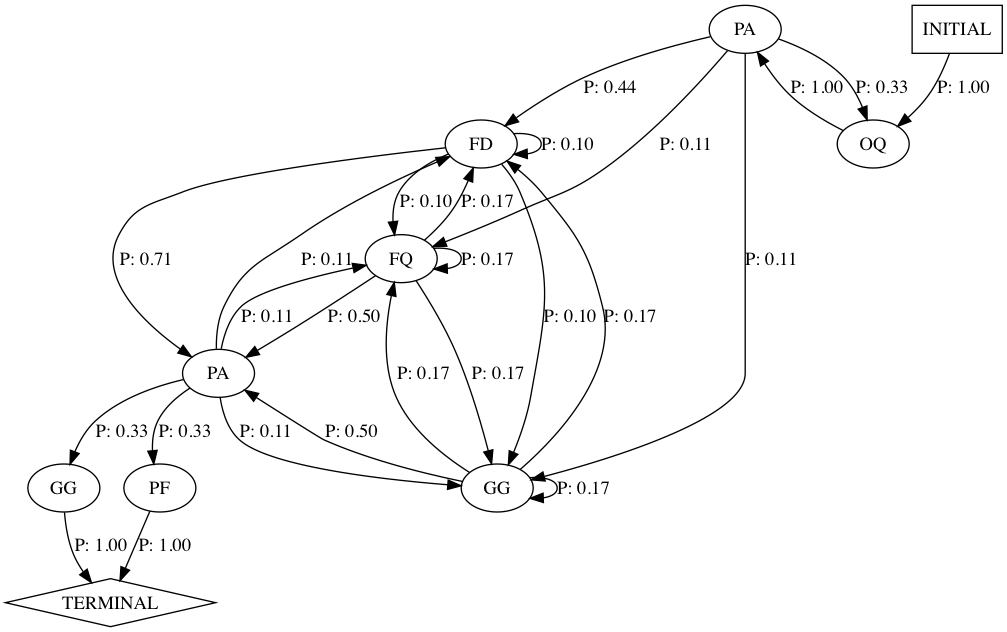 PA
INITIAL
P: 0.44
P: 1.00
P: 0.33
P: 1.00
FD
P: 0.10
P: 0.11
OQ
P: 0.10
P: 0.17
P: 0.71
P: 0.11
FQ
P: 0.17
P: 0.11
P: 0.11
P: 0.50
P: 0.10
P: 0.17
PA
P: 0.17
P: 0.17
P: 0.33
P: 0.33
P: 0.11
P: 0.50
GG
PF
GG
P: 0.17
P: 1.00
P: 1.00
TERMINAL